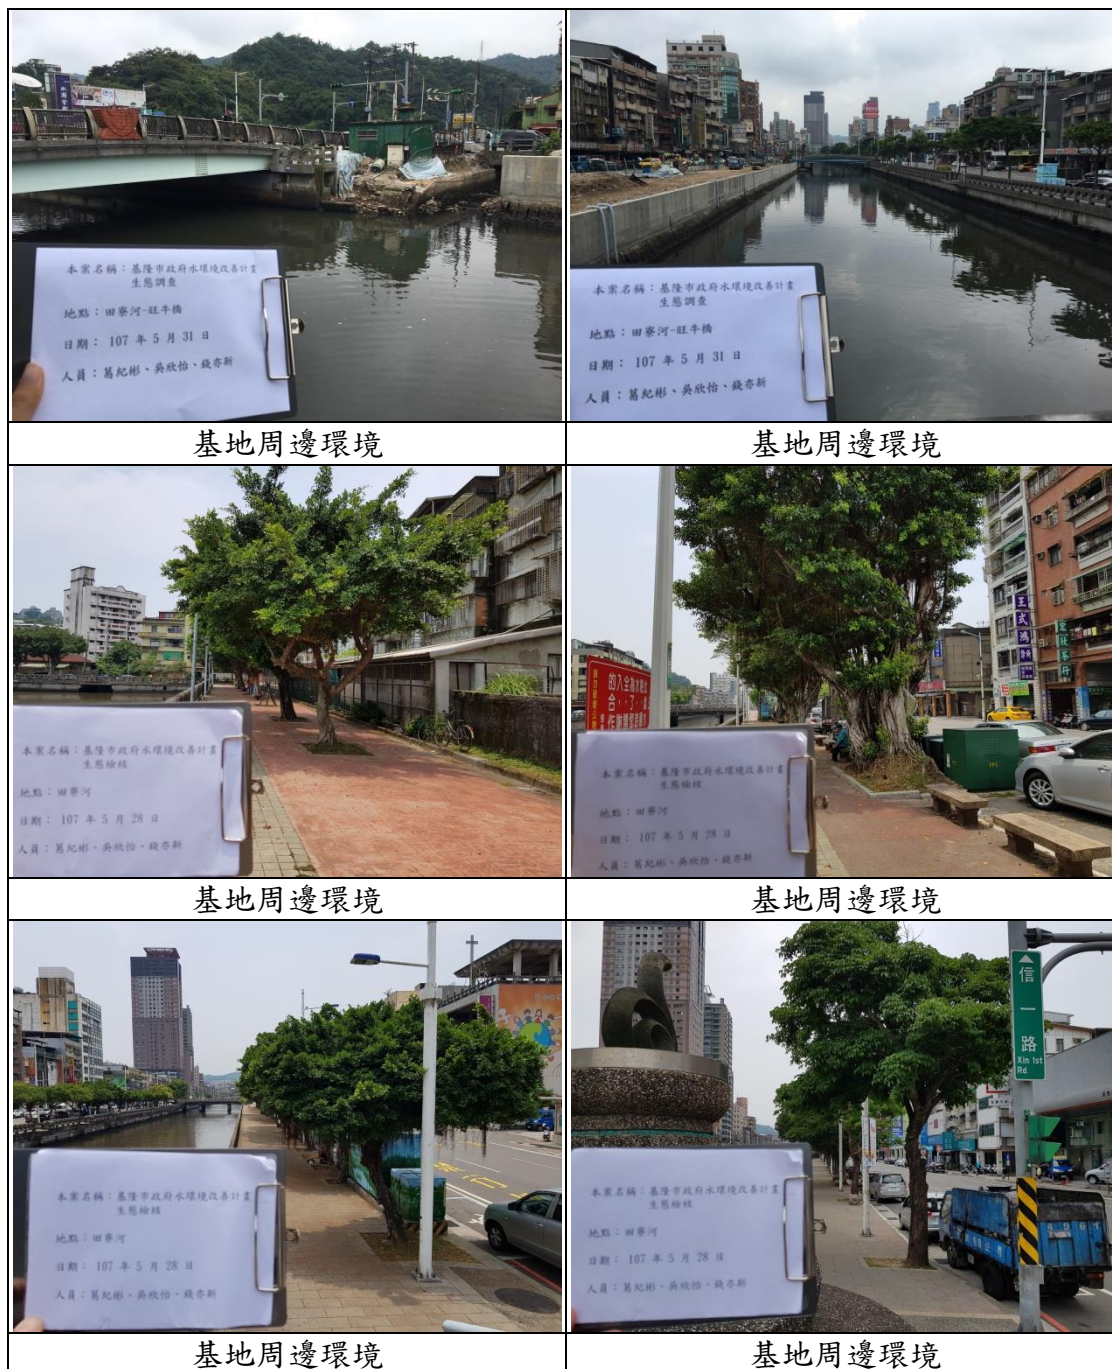 本案名稱：基隆市政府水環境改善計畫
生態調查
地點：田寮河-旺牛橋
日期： 107 年 5 月 31 日
人員：葛紀彬、吳欣怡、錢亦新
本案名稱：基隆市政府水環境改善計畫
生態調查
地點：田寮河-旺牛橋
日期： 107 年 5 月 31 日
人員：葛紀彬、吳欣怡、錢亦新
基地周邊環境
基地周邊環境
本案名稱：基隆市政府水環境改善計畫
生態檢核
地點：田寮河
日期： 107 年 5 月 28 日
人員：葛紀彬、吳欣怡、錢亦新
本案名稱：基隆市政府水環境改善計畫
生態檢核
地點：田寮河
日期： 107 年 5 月 28 日
人員：葛紀彬、吳欣怡、錢亦新
基地周邊環境
基地周邊環境
本案名稱：基隆市政府水環境改善計畫
生態檢核
地點：田寮河
日期： 107 年 5 月 28 日
人員：葛紀彬、吳欣怡、錢亦新
信一路
Xin 1st
Rd.
本案名稱：基隆市政府水環境改善計畫
生態檢核
地點：田寮河
日期： 107 年 5 月 28 日
人員：葛紀彬、吳欣怡、錢亦新
基地周邊環境
基地周邊環境